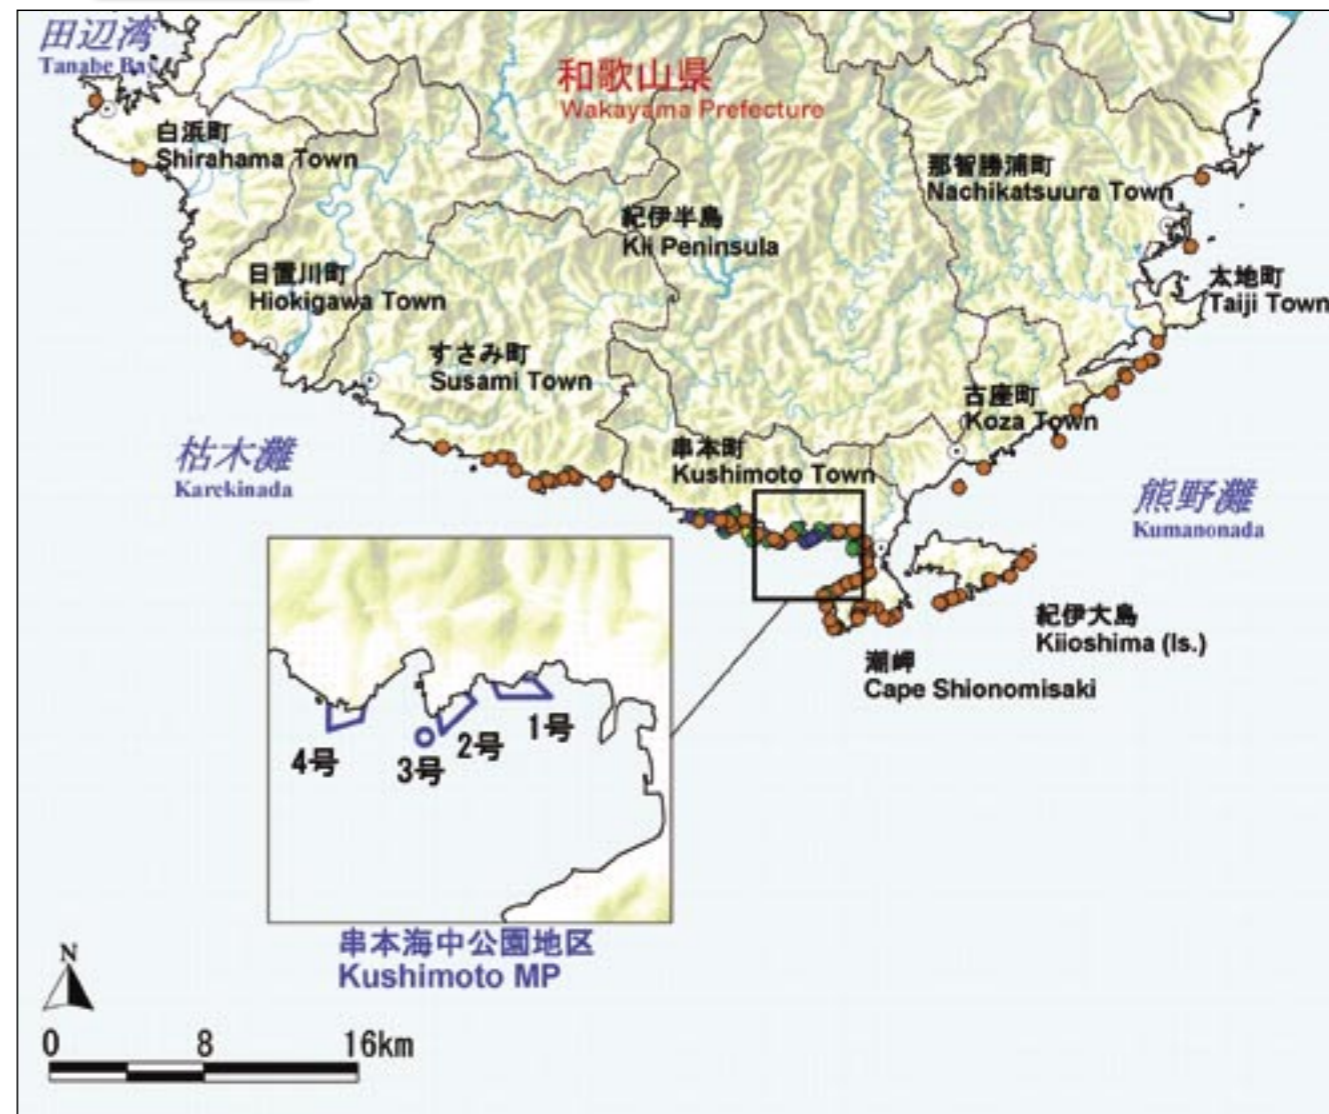 田辺湾
Tanabe Bay
和歌山県
Wakayama Prefecture
白浜町
Shirahama Town
那智勝浦町
Nachikatsuura Town
紀伊半島
Kii Peninsula
日置川町
Hiokigawa Town
太地町
Taiji Town
すさみ町
Susami Town
古座町
Koza Town
枯木灘
Karekinada
串本町
Kushimoto Town
熊野灘
Kumanonada
紀伊大島
Kiioshima (Is.)
潮岬
Cape Shionomisaki
1号
2号
3号
4号
串本海中公園地区
Kushimoto MP
N
0 8 16km